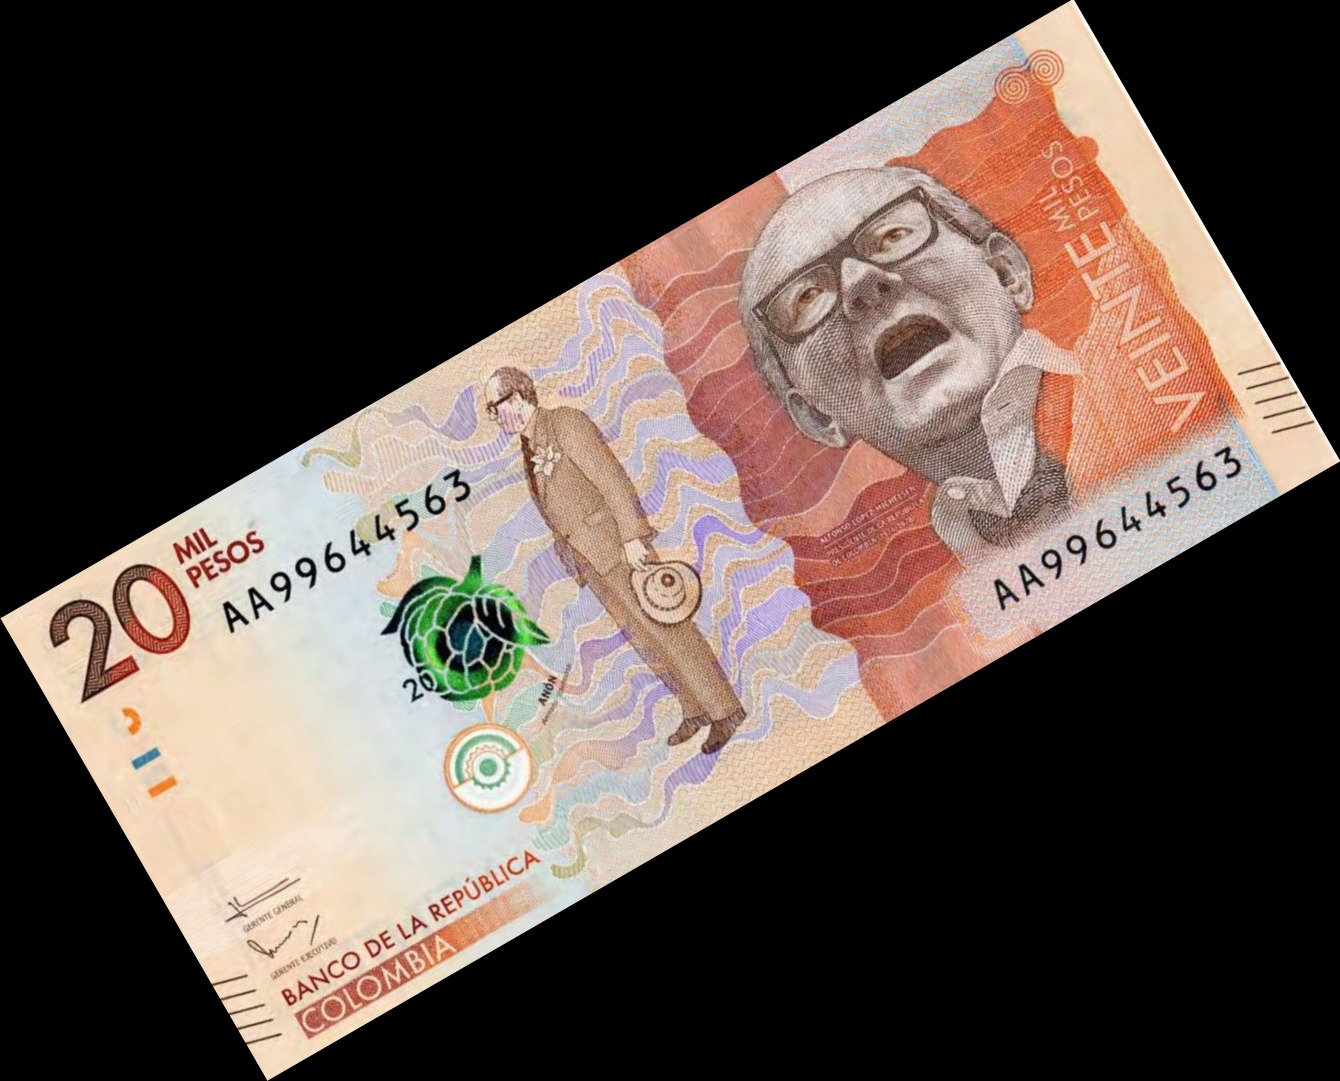 20 MIL
PESOS
AA99644563
20
ANÓN
GERENTE GENERAL
GERENTE EJECUTIVO
BANCO DE LA REPÚBLICA
COLOMBIA
ALFONSO LÓPEZ MICHELSEN
PRESIDENTE DE LA REPÚBLICA
DE COLOMBIA
VEINTE MIL
PESOS
AA99644563